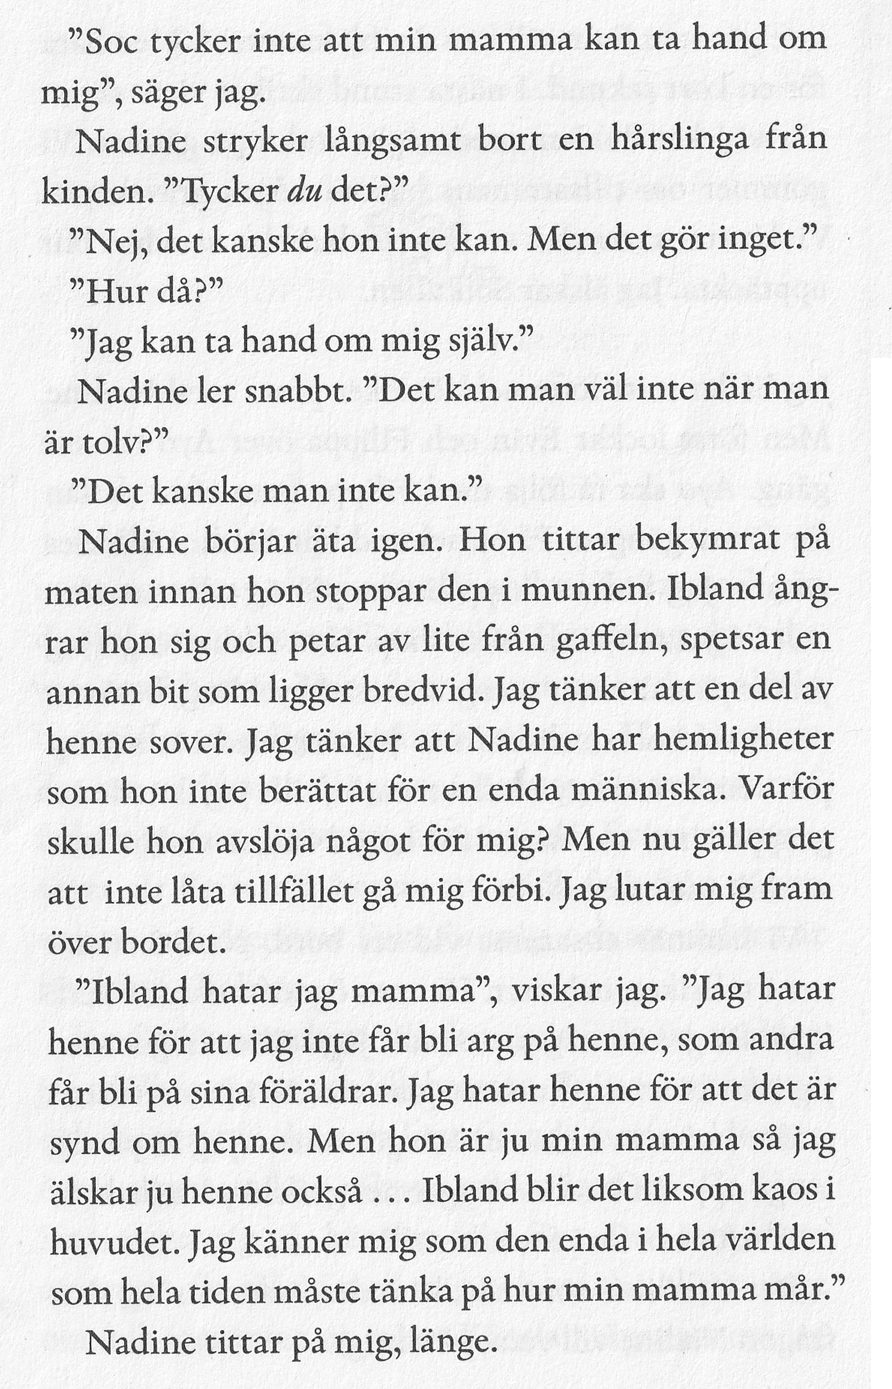 ”Soc tycker inte att min mamma kan ta hand om
mig”, säger jag.
Nadine stryker långsamt bort en hårslinga från
kinden. ”Tycker du det?”
”Nej, det kanske hon inte kan. Men det gör inget.”
”Hur då?”
”Jag kan ta hand om mig själv.”
Nadine ler snabbt. ”Det kan man väl inte när man
är tolv?”
”Det kanske man inte kan.”
Nadine börjar äta igen. Hon tittar bekymrat på
maten innan hon stoppar den i munnen. Ibland ång-
rar hon sig och petar av lite från gaffeln, spetsar en
annan bit som ligger bredvid. Jag tänker att en del av
henne sover. Jag tänker att Nadine har hemligheter
som hon inte berättat för en enda människa. Varför
skulle hon avslöja något för mig? Men nu gäller det
att inte låta tillfället gå mig förbi. Jag lutar mig fram
över bordet.
”Ibland hatar jag mamma”, viskar jag. ”Jag hatar
henne för att jag inte får bli arg på henne, som andra
får bli på sina föräldrar. Jag hatar henne för att det är
synd om henne. Men hon är ju min mamma så jag
älskar ju henne också ... Ibland blir det liksom kaos i
huvudet. Jag känner mig som den enda i hela världen
som hela tiden måste tänka på hur min mamma mår.”
Nadine tittar på mig, länge.